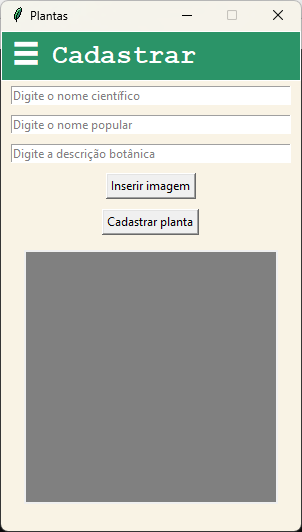 Plantas
Cadastrar
Digite o nome científico
Digite o nome popular
Digite a descrição botânica
Inserir imagem
Cadastrar planta